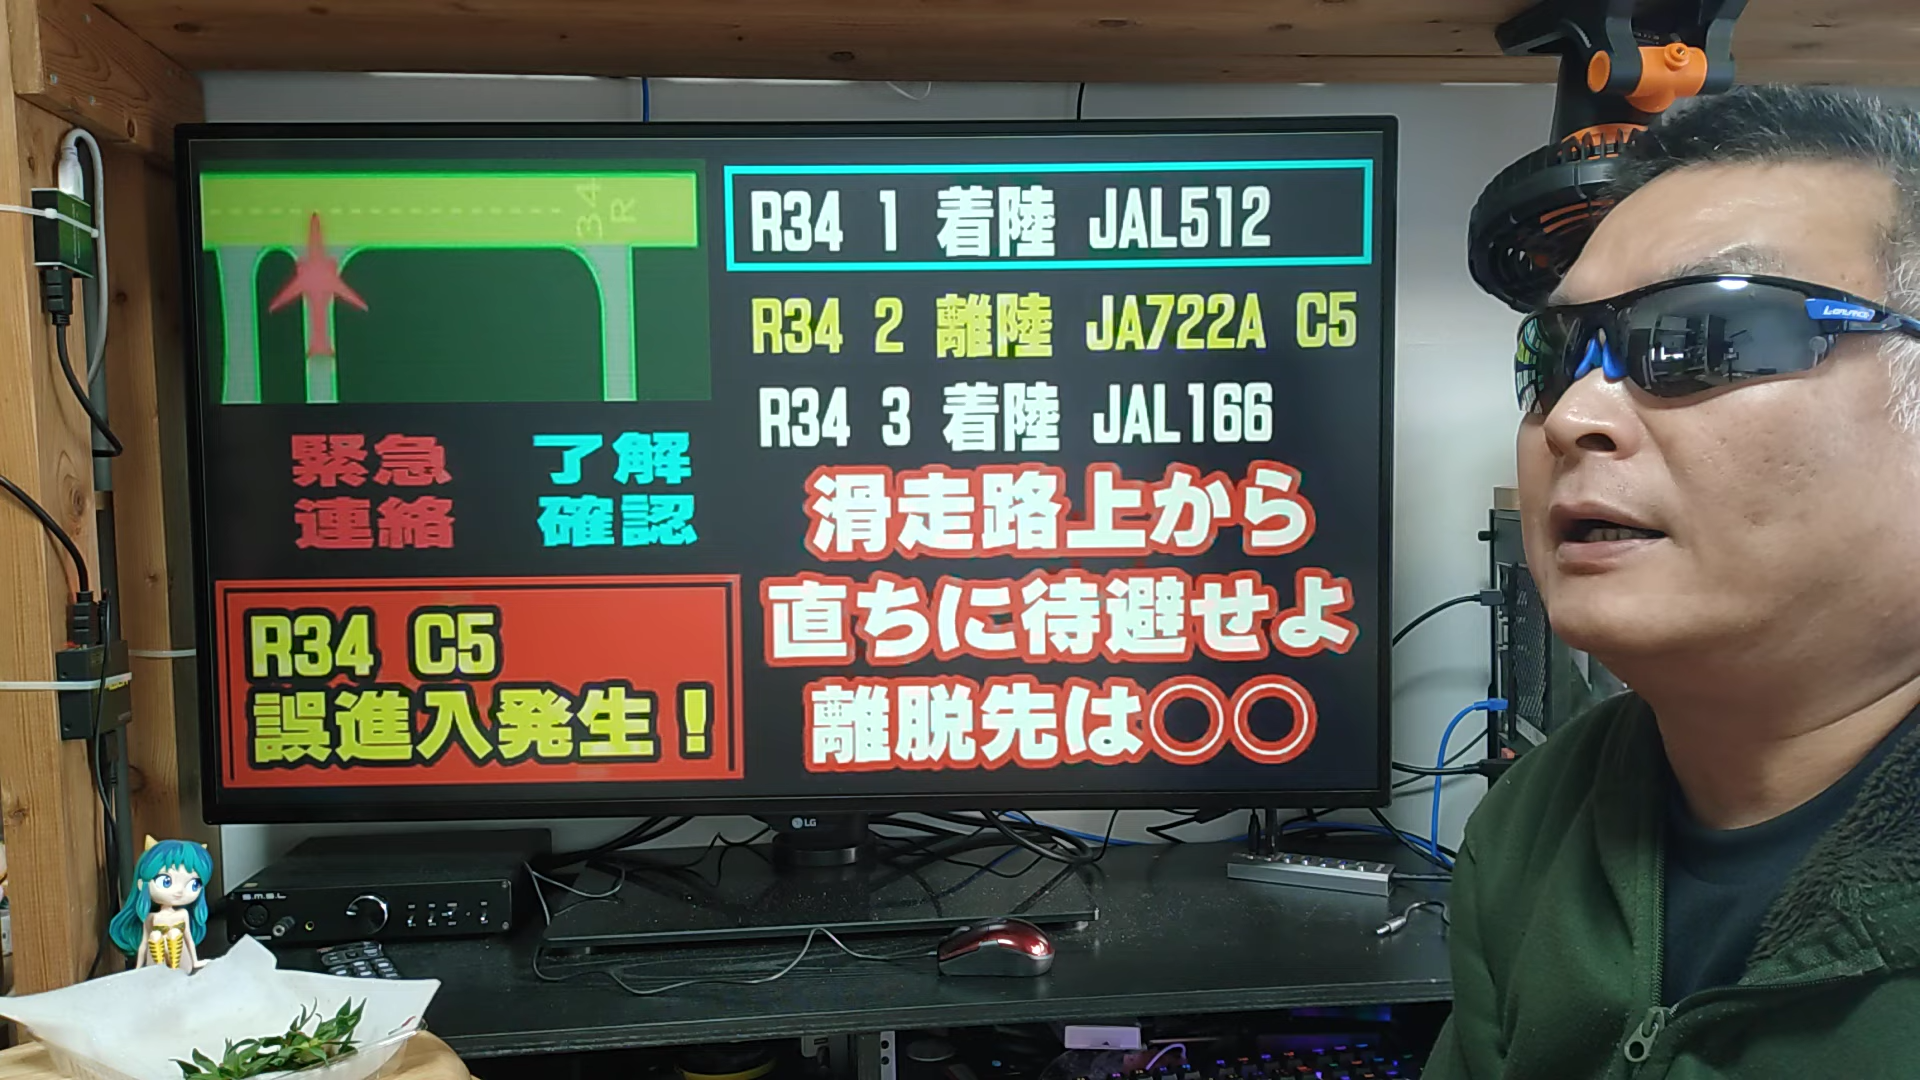 34
R
R34 1 着陸 JAL512
R34 2 離陸 JA722A C5
R34 3 着陸 JAL166
緊急
連絡
了解
確認
滑走路上から
直ちに待避せよ
離脱先は○○
R34 C5
誤進入発生！
LG
S.M.S.L